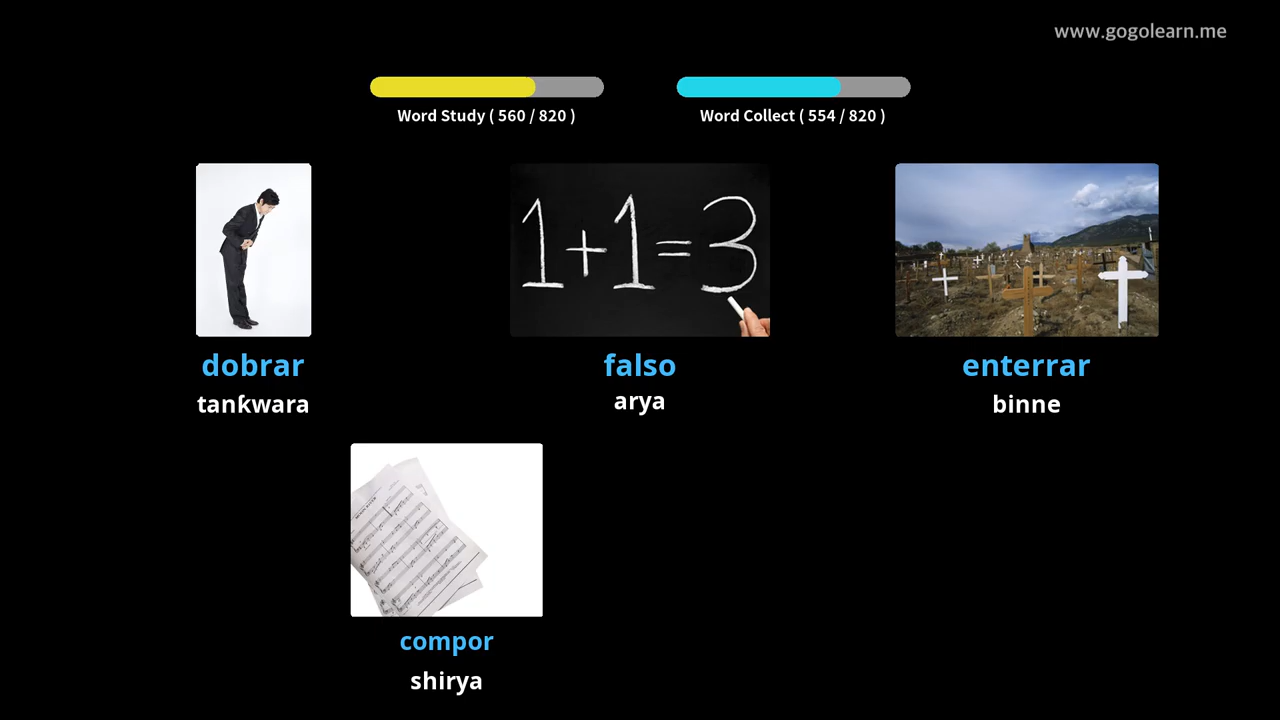 www.gogolearn.me
Word Study ( 560 / 820 )
Word Collect ( 554 / 820 )
1+1=3
dobrar
tanƙwara
falso
arya
enterrar
binne
compor
shirya